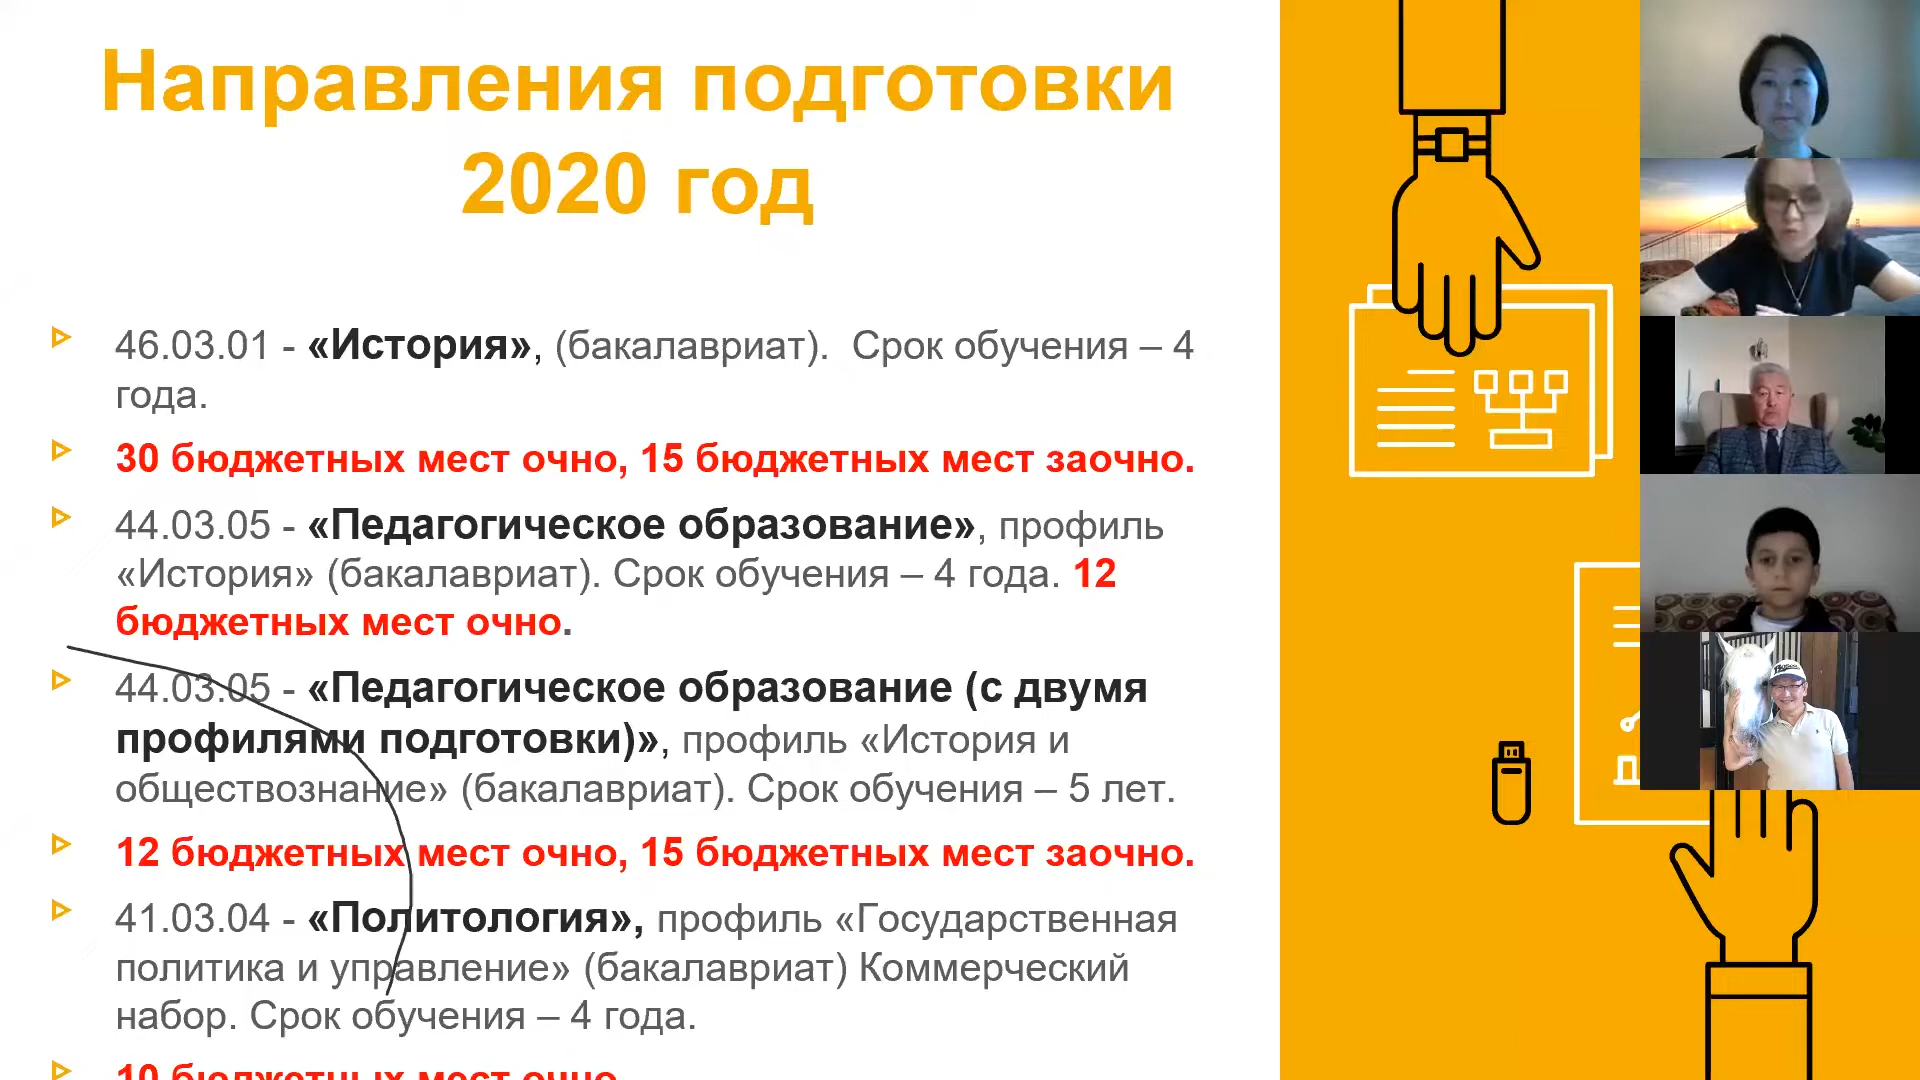 Направления подготовки
2020 год
46.03.01 - «История», (бакалавриат). Срок обучения – 4
года.
30 бюджетных мест очно, 15 бюджетных мест заочно.
44.03.05 - «Педагогическое образование», профиль
«История» (бакалавриат). Срок обучения – 4 года. 12
бюджетных мест очно.
44.03.05 - «Педагогическое образование (с двумя
профилями подготовки)», профиль «История и
обществознание» (бакалавриат). Срок обучения – 5 лет.
12 бюджетных мест очно, 15 бюджетных мест заочно.
41.03.04 - «Политология», профиль «Государственная
политика и управление» (бакалавриат) Коммерческий
набор. Срок обучения – 4 года.
10 бюджетных мест очно